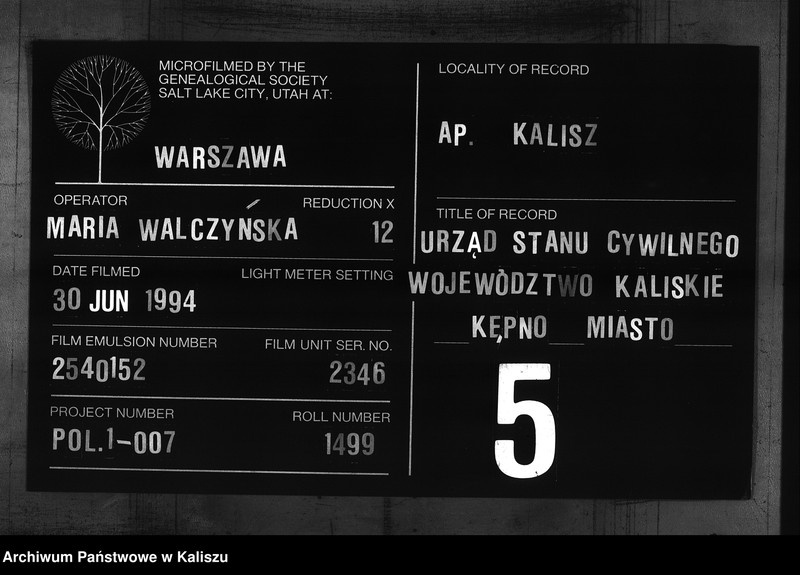 MICROFILMED BY THE
GENEALOGICAL SOCIETY
SALT LAKE CITY, UTAH AT:
WARSZAWA
OPERATOR REDUCTION X
MARIA WALCZYŃSKA 12
DATE FILMED LIGHT METER SETTING
30 JUN 1994
FILM EMULSION NUMBER FILM UNIT SER. NO.
2540152 2346
PROJECT NUMBER ROLL NUMBER
POL.1-007 1499
LOCALITY OF RECORD
AP. KALISZ
TITLE OF RECORD
URZĄD STANU CYWILNEGO
WOJEWÒDZTWO KALISKIE
KĘPNO MIASTO
5
Archiwum Państwowe w Kaliszu